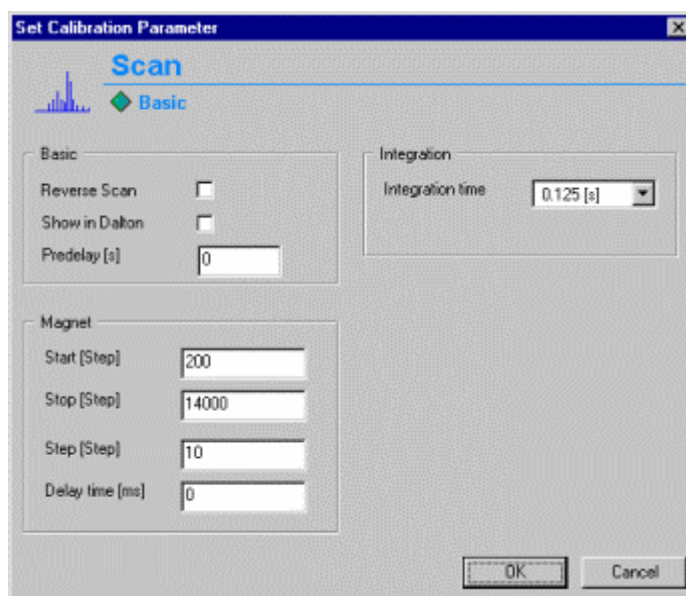 Set Calibration Parameter
Scan
Basic
Basic
Reverse Scan
Show in Dalton
Predelay [s]
0
Integration
Integration time
0.125 [s]
Magnet
Start [Step]
200
Stop [Step]
14000
Step [Step]
10
Delay time [ms]
0
OK
Cancel